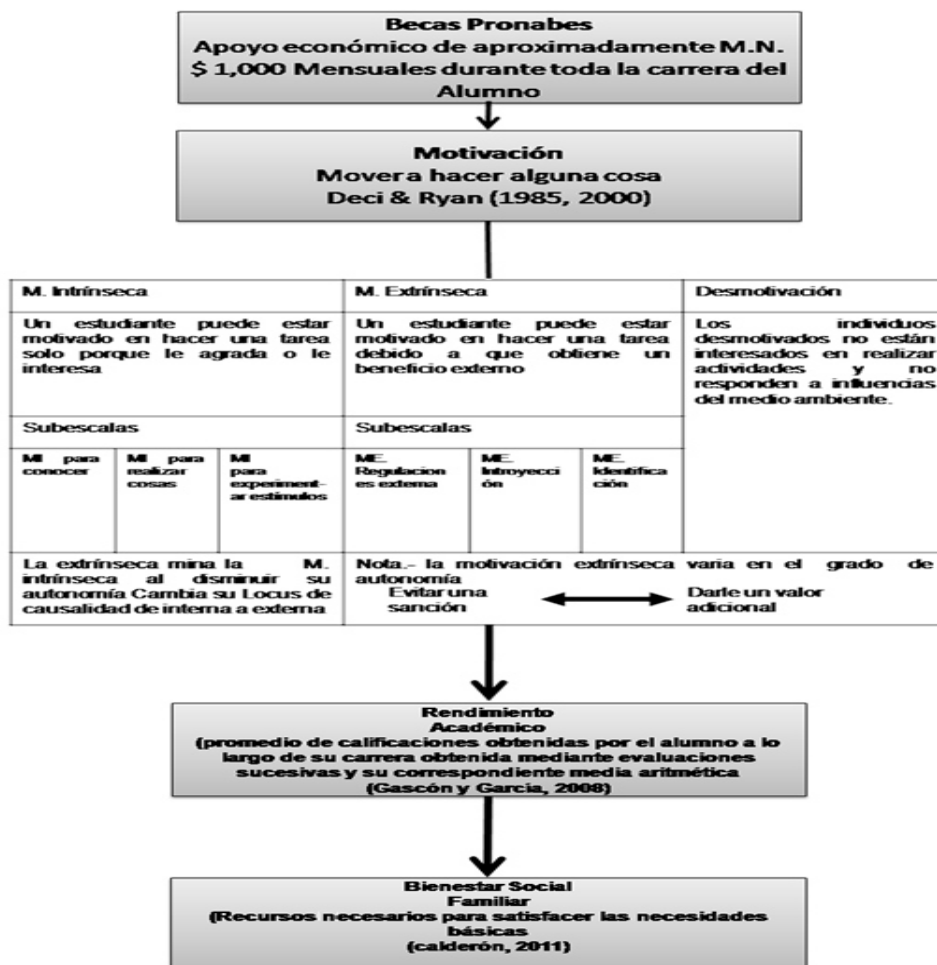 Becas Pronabes
Apoyo económico de aproximadamente M.N.
$ 1,000 Mensuales durante toda la carrera del
Alumno
Motivación
Mover a hacer alguna cosa
Deci & Ryan (1985, 2000)
M. Intrínseca
Un estudiante puede estar
motivado en hacer una tarea
solo porque le agrada o le
interesa
M. Extrínseca
Un estudiante puede estar
motivado en hacer una tarea
debido a que obtiene un
beneficio externo
Desmotivación
Los individuos
desmotivados no están
interesados en realizar
actividades y no
responden a influencias
del medio ambiente.
Subescalas
MI para
conocer
MI para
realizar
cosas
MI
para
experiment-
ar estímulos
Subescalas
ME.
Regulacion
es externa
ME.
Introyecci
ón
ME.
Identifica
ción
La extrínseca mina la M.
intrínseca al disminuir su
autonomía Cambia su Locus de
causalidad de interna a externa
Nota.- la motivación extrínseca varia en el grado de
autonomía
Evitar una
sanción
Darle un valor
adicional
Rendimiento
Académico
(promedio de calificaciones obtenidas por el alumno a lo
largo de su carrera obtenida mediante evaluaciones
sucesivas y su correspondiente media aritmética
(Gascón y García, 2008)
Bienestar Social
Familiar
(Recursos necesarios para satisfacer las necesidades
básicas
(calderón, 2011)